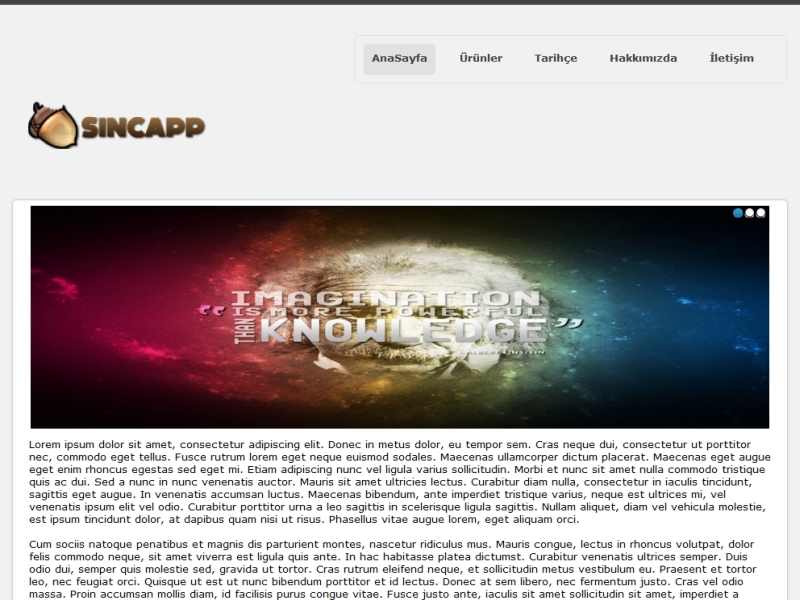 AnaSayfa Ürünler Tarihçe Hakkımızda İletişim
SINCAPP
“ IMAGINATION
IS MORE POWERFUL
THAN KNOWLEDGE ”
Lorem ipsum dolor sit amet, consectetur adipiscing elit. Donec in metus dolor, eu tempor sem. Cras neque dui, consectetur ut porttitor
nec, commodo eget tellus. Fusce rutrum lorem eget neque euismod sodales. Maecenas ullamcorper dictum placerat. Maecenas eget augue
eget enim rhoncus egestas sed eget mi. Etiam adipiscing nunc vel ligula varius sollicitudin. Morbi et nunc sit amet nulla commodo tristique
quis ac dui. Sed a nunc in nunc venenatis auctor. Mauris sit amet ultricies lectus. Curabitur diam nulla, consectetur in iaculis tincidunt,
sagittis eget augue. In venenatis accumsan luctus. Maecenas bibendum, ante imperdiet tristique varius, neque est ultrices mi, vel
venenatis ipsum elit vel odio. Curabitur porttitor urna a leo sagittis in scelerisque ligula sagittis. Nullam aliquet, diam vel vehicula molestie,
est ipsum tincidunt dolor, at dapibus quam nisi ut risus. Phasellus vitae augue lorem, eget aliquam orci.
Cum sociis natoque penatibus et magnis dis parturient montes, nascetur ridiculus mus. Mauris congue, lectus in rhoncus volutpat, dolor
felis commodo neque, sit amet viverra est ligula quis ante. In hac habitasse platea dictumst. Curabitur venenatis ultrices semper. Duis
odio dui, semper quis molestie sed, gravida ut tortor. Cras rutrum eleifend neque, et sollicitudin metus vestibulum eu. Praesent et tortor
leo, nec feugiat orci. Quisque ut est ut nunc bibendum porttitor et id lectus. Donec at sem libero, nec fermentum justo. Cras vel odio
massa. Proin accumsan mollis diam, id facilisis purus congue vitae. Fusce justo ante, iaculis sit amet sollicitudin sit amet, imperdiet a